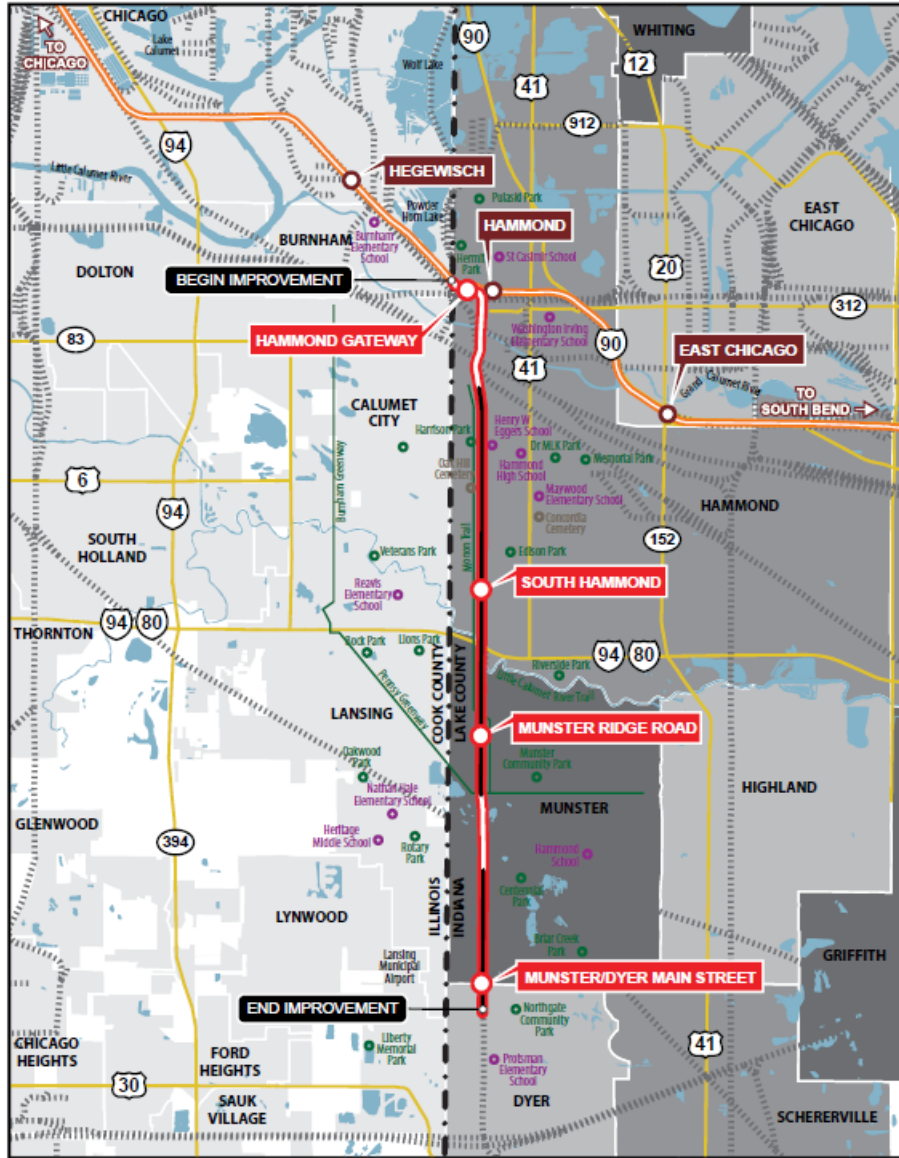 CHICAGO
TO
CHICAGO
Lake
Calumet
90
WHITING
12
Wolf Lake
41
94
912
Little Calumet River
HEGEWISCH
Pulaski Park
EAST
CHICAGO
Powder
Horn Lake
HAMMOND
BURNHAM
Burnham
Elementary
School
DOLTON
Hermit
Park
St Casimir School
20
BEGIN IMPROVEMENT
312
HAMMOND GATEWAY
Washington Irving
Elementary School
83
90
41
EAST CHICAGO
Grand Calumet River
TO
SOUTH BEND
CALUMET
CITY
Burnham Greenway
Harrison Park
Henry W
Eggers School
Dr MLK Park
Memorial Park
Oak Hill
Cemetery
Hammond
High School
6
Maywood
Elementary School
HAMMOND
94
Concordia
Cemetery
SOUTH
HOLLAND
152
Monon Trail
Veterans Park
Edison Park
Reavis
Elementary
School
SOUTH HAMMOND
THORNTON
94
80
Bock Park
Lions Park
94
80
Riverside Park
Little Calumet River Trail
Pennsy Greenway
COOK COUNTY
LAKE COUNTY
LANSING
MUNSTER RIDGE ROAD
Oakwood
Park
Munster
Community Park
Nathan Hale
Elementary School
HIGHLAND
MUNSTER
GLENWOOD
Heritage
Middle School
Rotary
Park
394
Hammond
School
Centennial
Park
ILLINOIS
INDIANA
LYNWOOD
Briar Creek
Park
Lansing
Municipal
Airport
GRIFFITH
MUNSTER/DYER MAIN STREET
END IMPROVEMENT
Northgate
Community
Park
CHICAGO
HEIGHTS
Liberty
Memorial
Park
41
FORD
HEIGHTS
Protsman
Elementary
School
30
SAUK
VILLAGE
DYER
SCHERERVILLE